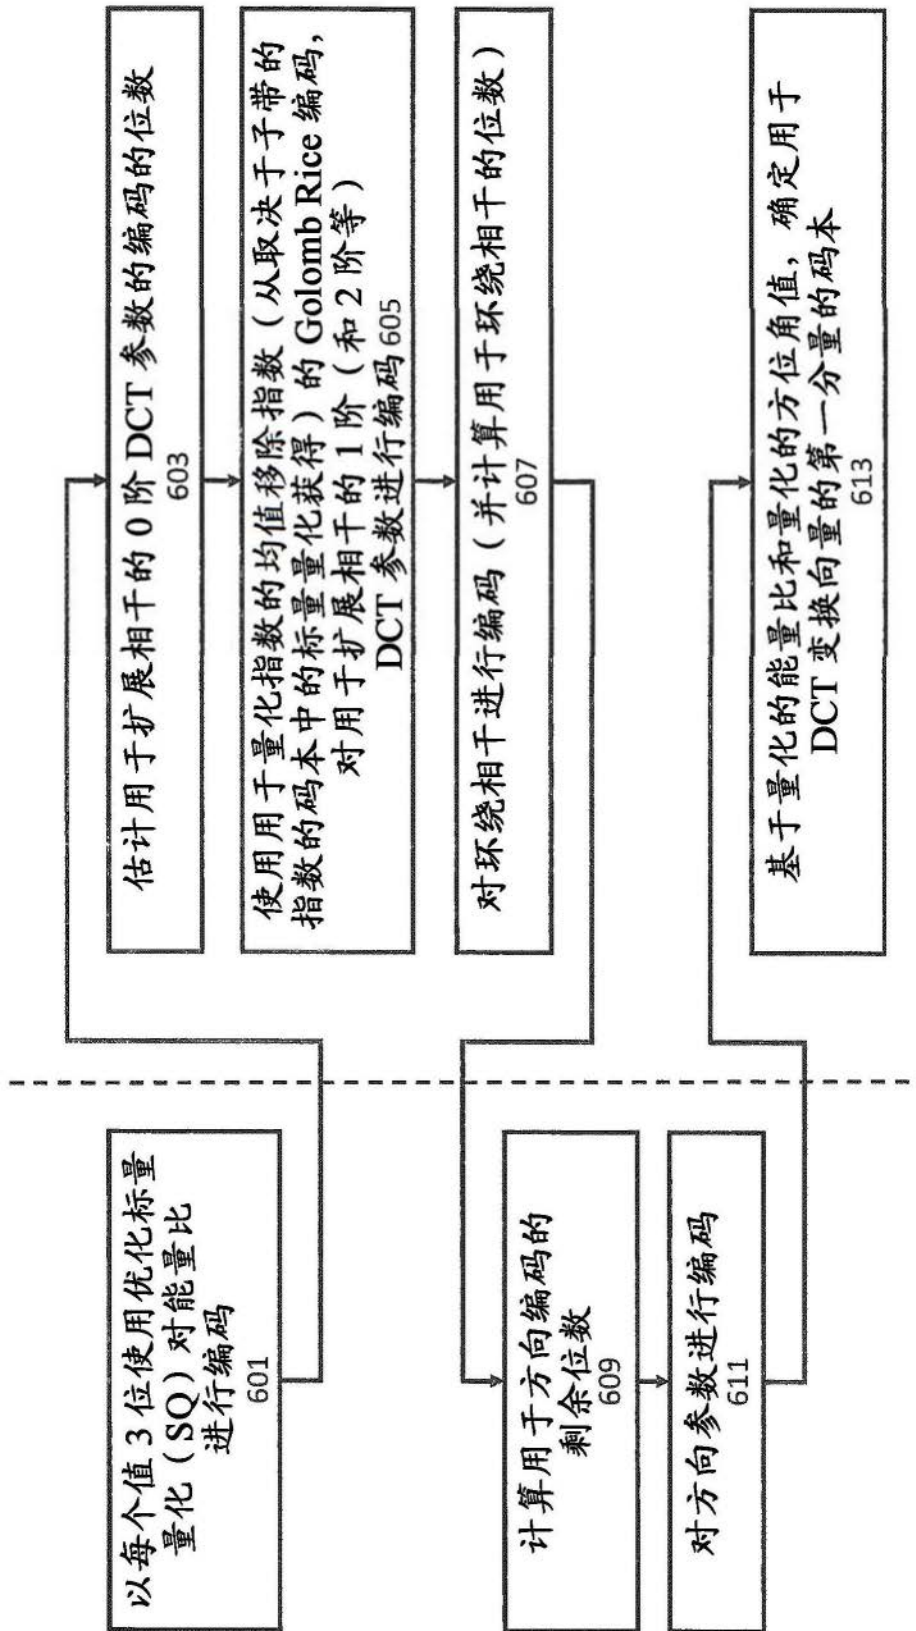 以每个值 3 位使用优化标量
量化（SQ）对能量比
进行编码
601
估计用于扩展相干的 0 阶 DCT 参数的编码的位数
603
使用用于量化指数的均值移除指数（从取决于子带的
指数的码本中的标量量化获得）的 Golomb Rice 编码，
对用于扩展相干的 1 阶（和 2 阶等）
DCT 参数进行编码 605
对环绕相干进行编码（并计算用于环绕相干的位数）
607
计算用于方向编码的
剩余位数
609
对方向参数进行编码
611
基于量化的能量比和量化的方位角值，确定用于
DCT 变换向量的第一分量的码本
613